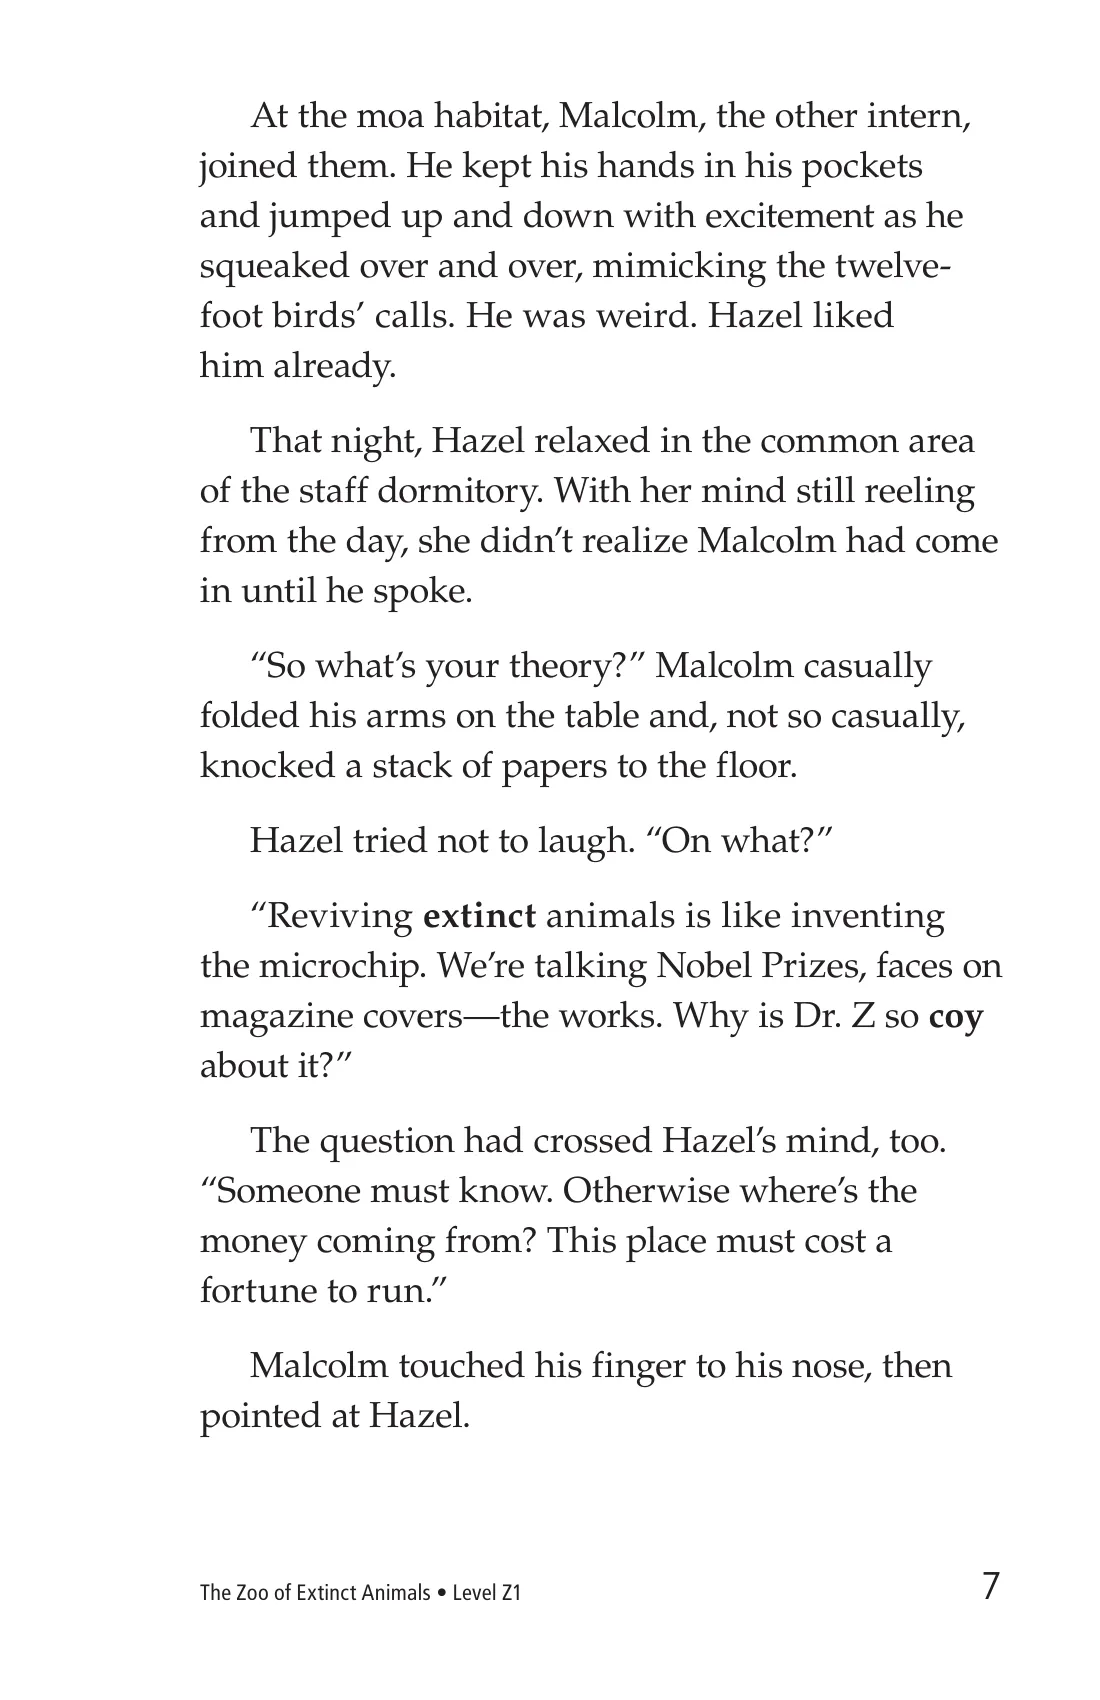 At the moa habitat, Malcolm, the other intern,
joined them. He kept his hands in his pockets
and jumped up and down with excitement as he
squeaked over and over, mimicking the twelve-
foot birds’ calls. He was weird. Hazel liked
him already.
That night, Hazel relaxed in the common area
of the staff dormitory. With her mind still reeling
from the day, she didn’t realize Malcolm had come
in until he spoke.
“So what’s your theory?” Malcolm casually
folded his arms on the table and, not so casually,
knocked a stack of papers to the floor.
Hazel tried not to laugh. “On what?”
“Reviving extinct animals is like inventing
the microchip. We’re talking Nobel Prizes, faces on
magazine covers—the works. Why is Dr. Z so coy
about it?”
The question had crossed Hazel’s mind, too.
“Someone must know. Otherwise where’s the
money coming from? This place must cost a
fortune to run.”
Malcolm touched his finger to his nose, then
pointed at Hazel.
The Zoo of Extinct Animals • Level Z1 7